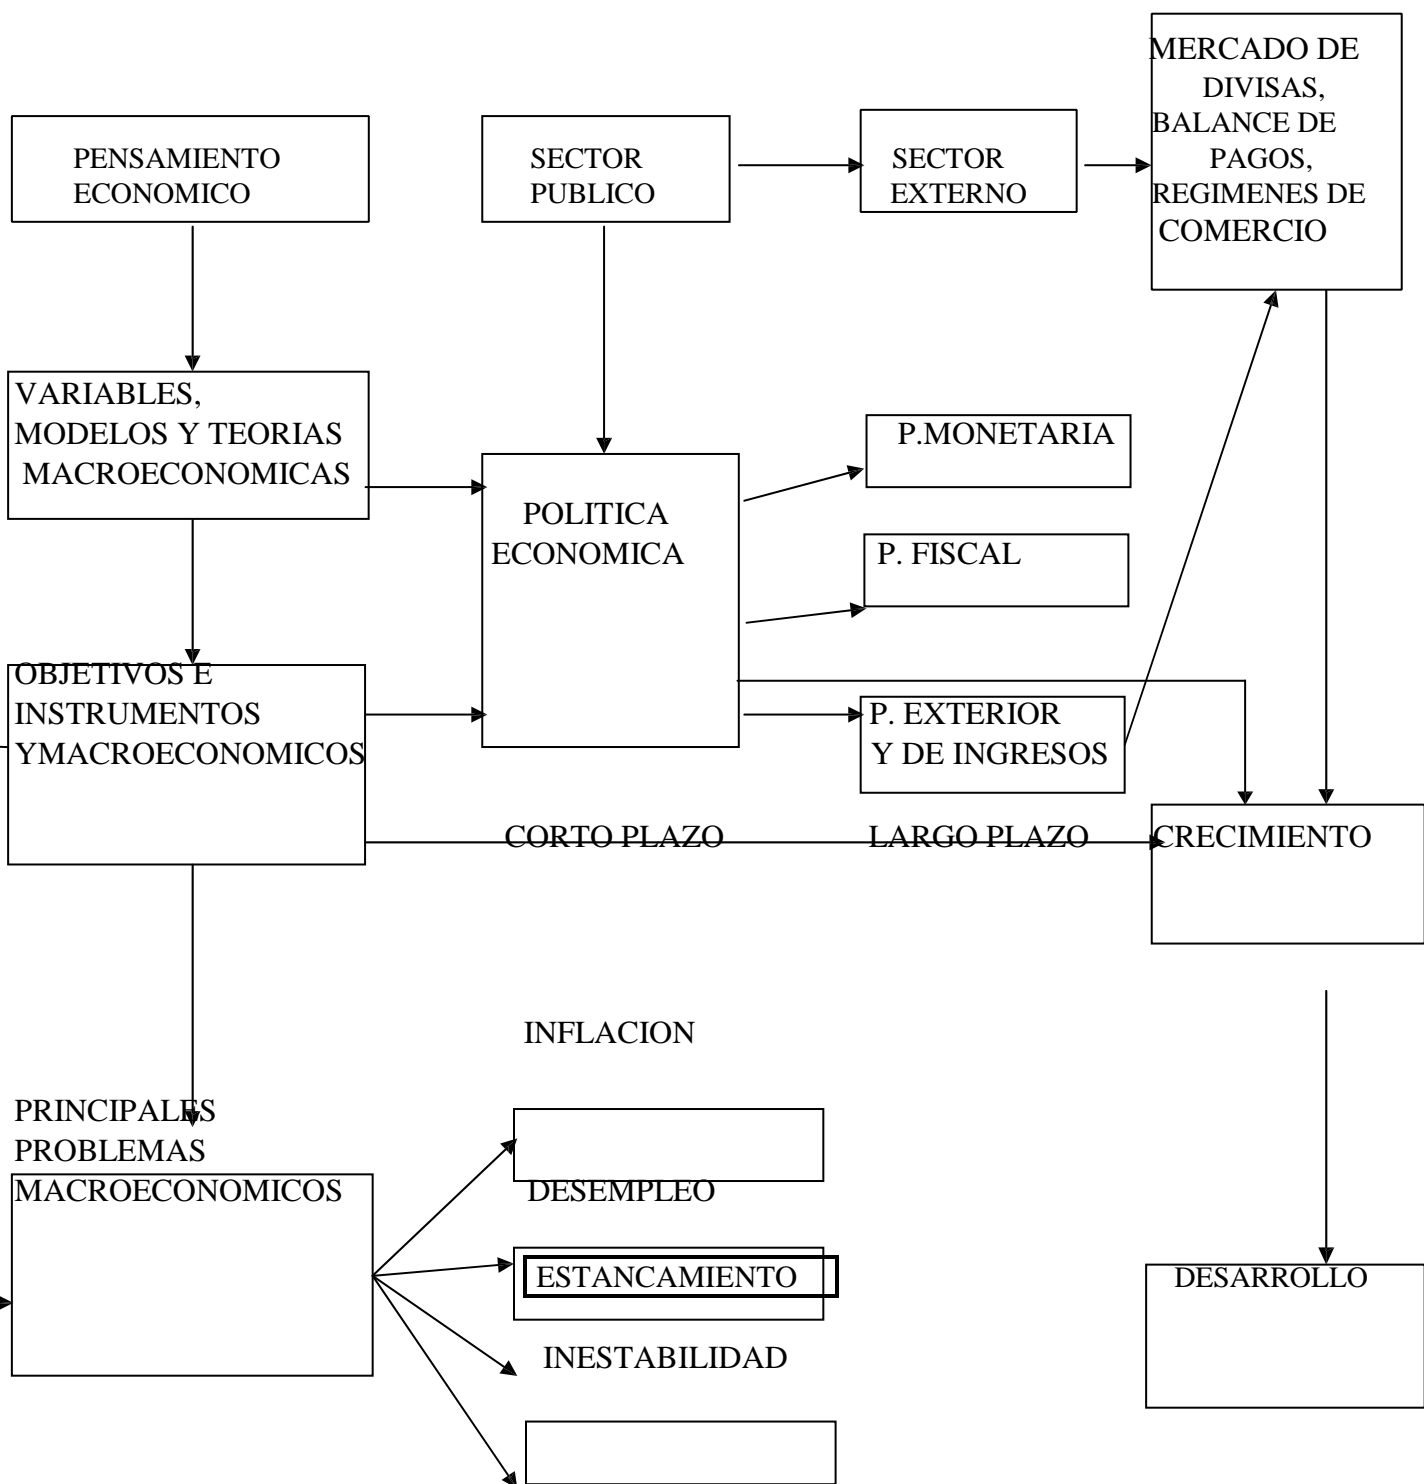 MERCADO DE
DIVISAS,
BALANCE DE
PAGOS,
REGIMENES DE
COMERCIO
PENSAMIENTO
ECONOMICO
SECTOR
PUBLICO
SECTOR
EXTERNO
VARIABLES,
MODELOS Y TEORIAS
MACROECONOMICAS
POLITICA
ECONOMICA
P.MONETARIA
P. FISCAL
OBJETIVOS E
INSTRUMENTOS
YMACROECONOMICOS
P. EXTERIOR
Y DE INGRESOS
CORTO PLAZO
LARGO PLAZO
CRECIMIENTO
INFLACION
PRINCIPALES
PROBLEMAS
MACROECONOMICOS
DESEMPLEO
ESTANCAMIENTO
INESTABILIDAD
DESARROLLO